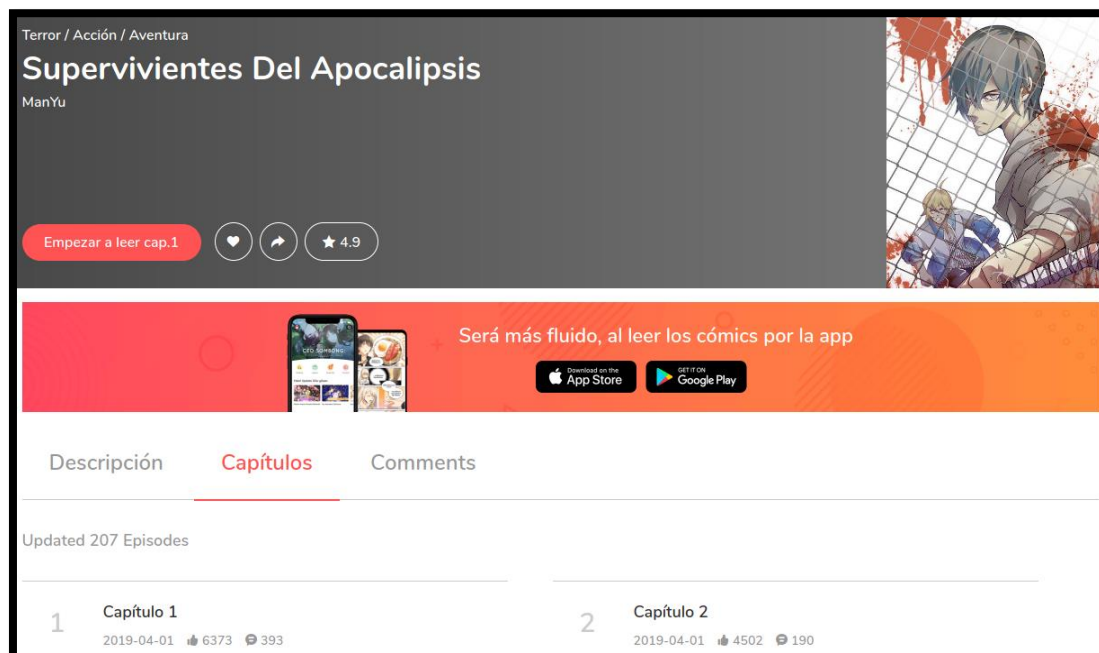 Terror / Acción / Aventura
Supervivientes Del Apocalipsis
ManYu
Empezar a leer cap.1
4.9
Será más fluido, al leer los cómics por la app
Download on the
App Store
GET IT ON
Google Play
Descripción
Capítulos
Comments
Updated 207 Episodes
1
Capítulo 1
2019-04-01 6373 393
2
Capítulo 2
2019-04-01 4502 190